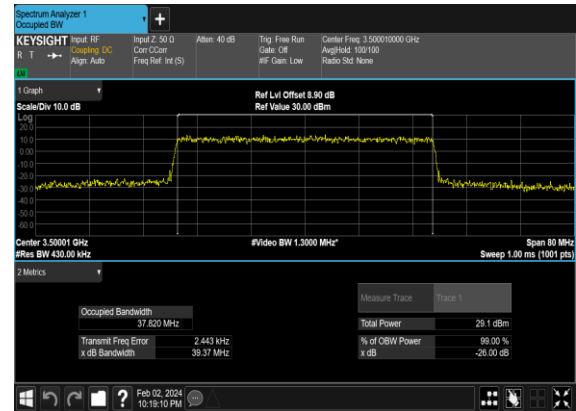 Spectrum Analyzer 1
Occupied BW
+
KEYSIGHT Input: RF Input Z: 50 Ω Atten: 40 dB Trig: Free Run Center Freq: 3.500010000 GHz
R T Coupling: DC Corr CCorr Gate: Off Avg|Hold: 100/100
Align: Auto Freq Ref: Int (S) #IF Gain: Low Radio Std: None
1 Graph
Ref Lvl Offset 8.90 dB
Scale/Div 10.0 dB Ref Value 30.00 dBm
Log
20.0
10.0
0.00
-10.0
-20.0
-30.0
-40.0
-50.0
-60.0
Center 3.50001 GHz #Video BW 1.3000 MHz* Span 80 MHz
#Res BW 430.00 kHz Sweep 1.00 ms (1001 pts)
2 Metrics
Measure Trace Trace 1
Occupied Bandwidth
37.820 MHz Total Power 29.1 dBm
Transmit Freq Error 2.443 kHz % of OBW Power 99.00 %
x dB Bandwidth 39.37 MHz x dB -26.00 dB
? Feb 02, 2024
10:19:10 PM